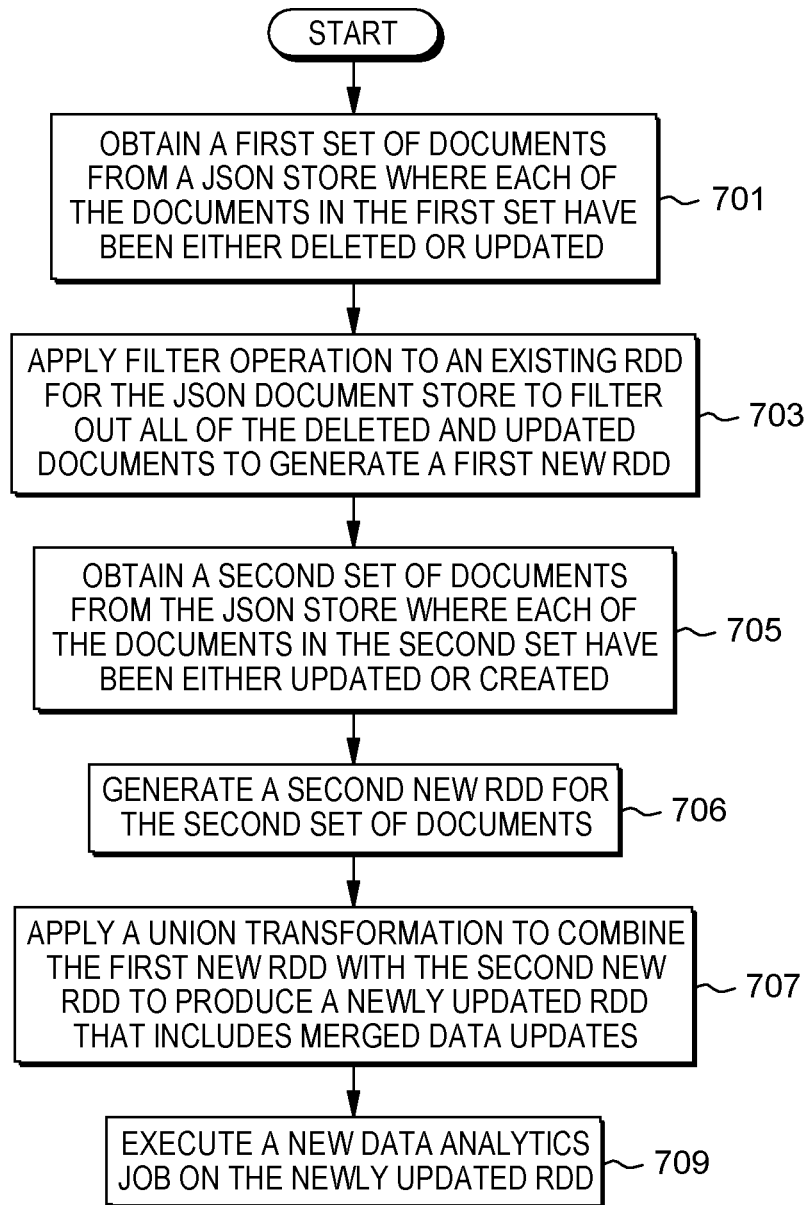 START
OBTAIN A FIRST SET OF DOCUMENTS
FROM A JSON STORE WHERE EACH OF
THE DOCUMENTS IN THE FIRST SET HAVE
BEEN EITHER DELETED OR UPDATED
701
APPLY FILTER OPERATION TO AN EXISTING RDD
FOR THE JSON DOCUMENT STORE TO FILTER
OUT ALL OF THE DELETED AND UPDATED
DOCUMENTS TO GENERATE A FIRST NEW RDD
703
OBTAIN A SECOND SET OF DOCUMENTS
FROM THE JSON STORE WHERE EACH OF
THE DOCUMENTS IN THE SECOND SET HAVE
BEEN EITHER UPDATED OR CREATED
705
GENERATE A SECOND NEW RDD FOR
THE SECOND SET OF DOCUMENTS
706
APPLY A UNION TRANSFORMATION TO COMBINE
THE FIRST NEW RDD WITH THE SECOND NEW
RDD TO PRODUCE A NEWLY UPDATED RDD
THAT INCLUDES MERGED DATA UPDATES
707
EXECUTE A NEW DATA ANALYTICS
JOB ON THE NEWLY UPDATED RDD
709